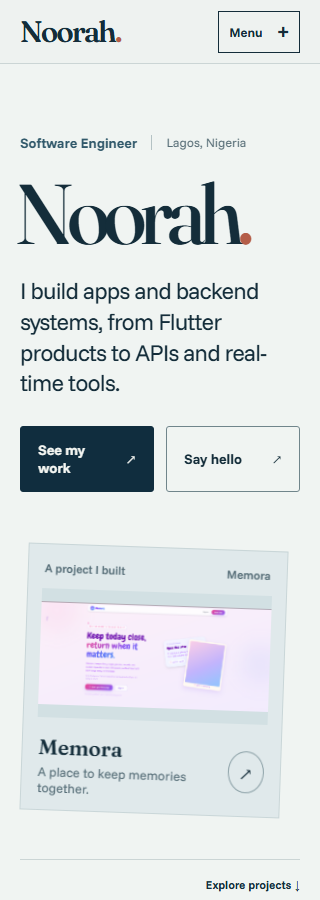 Noorah.
Menu +
Software Engineer
Lagos, Nigeria
Noorah.
I build apps and backend
systems, from Flutter
products to APIs and real-
time tools.
See my
work ↗
Say hello ↗
A project I built
Memora
Keep today close,
return when it
matters.
Memora
A place to keep memories
together.
↗
Explore projects ↓